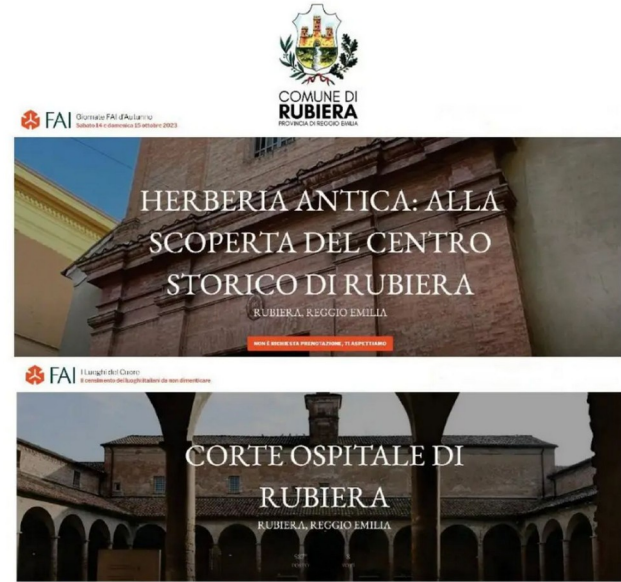 COMUNE DI
RUBIERA
PROVINCIA DI REGGIO EMILIA
FAI Giornate FAI d'Autunno
Sabato 14 e domenica 15 ottobre 2023
HERBERIA ANTICA: ALLA
SCOPERTA DEL CENTRO
STORICO DI RUBIERA
RUBIERA, REGGIO EMILIA
NON È RICHIESTA PRENOTAZIONE, TI ASPETTIAMO
FAI I Luoghi del Cuore
Il censimento dei luoghi italiani da non dimenticare
CORTE OSPITALE DI
RUBIERA
RUBIERA, REGGIO EMILIA